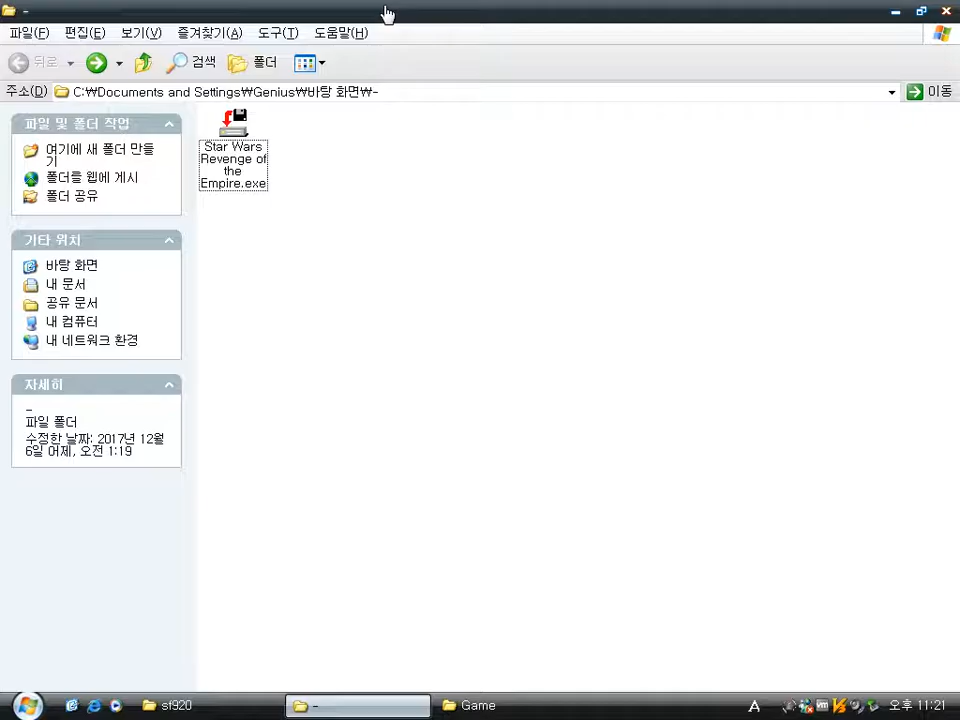 -
파일(F) 편집(E) 보기(V) 즐겨찾기(A) 도구(T) 도움말(H)
뒤로 검색 폴더
주소(D) C:₩Documents and Settings₩Genius₩바탕 화면₩- 이동
파일 및 폴더 작업
여기에 새 폴더 만들
기
폴더를 웹에 게시
폴더 공유
기타 위치
바탕 화면
내 문서
공유 문서
내 컴퓨터
내 네트워크 환경
자세히
-
파일 폴더
수정한 날짜: 2017년 12월
6일 어제, 오전 1:19
Star Wars
Revenge of
the
Empire.exe
sf920 - Game A 오후 11:21